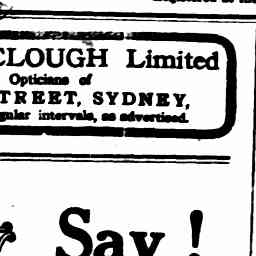 CLOUGH Limited
Opticians of
TREET, SYDNEY,
gular intervals, as advertised.
Say!